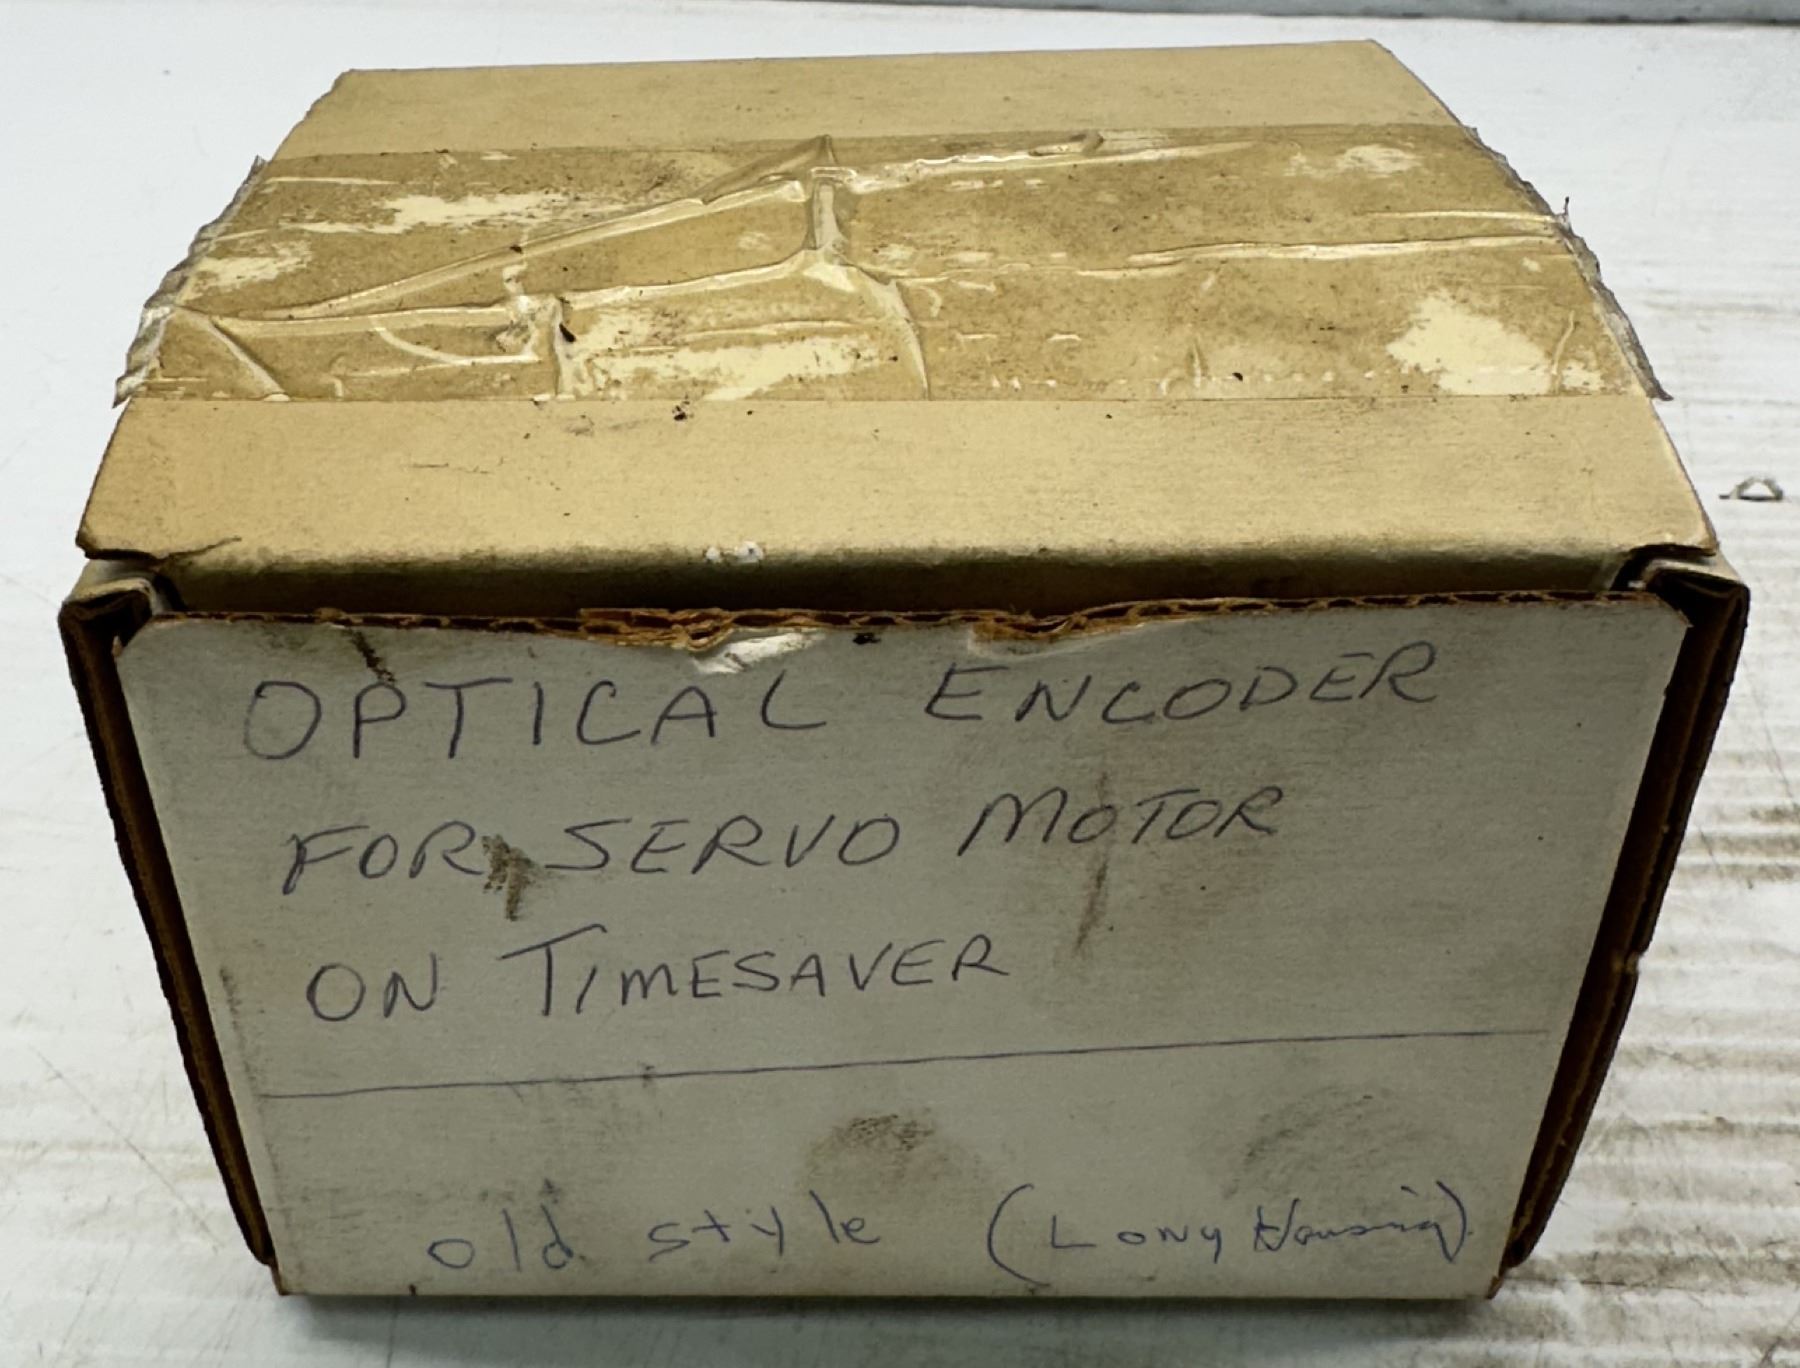 OPTICAL ENCODER
FOR SERVO MOTOR
ON TIMESAVER
old style (Long Housing)